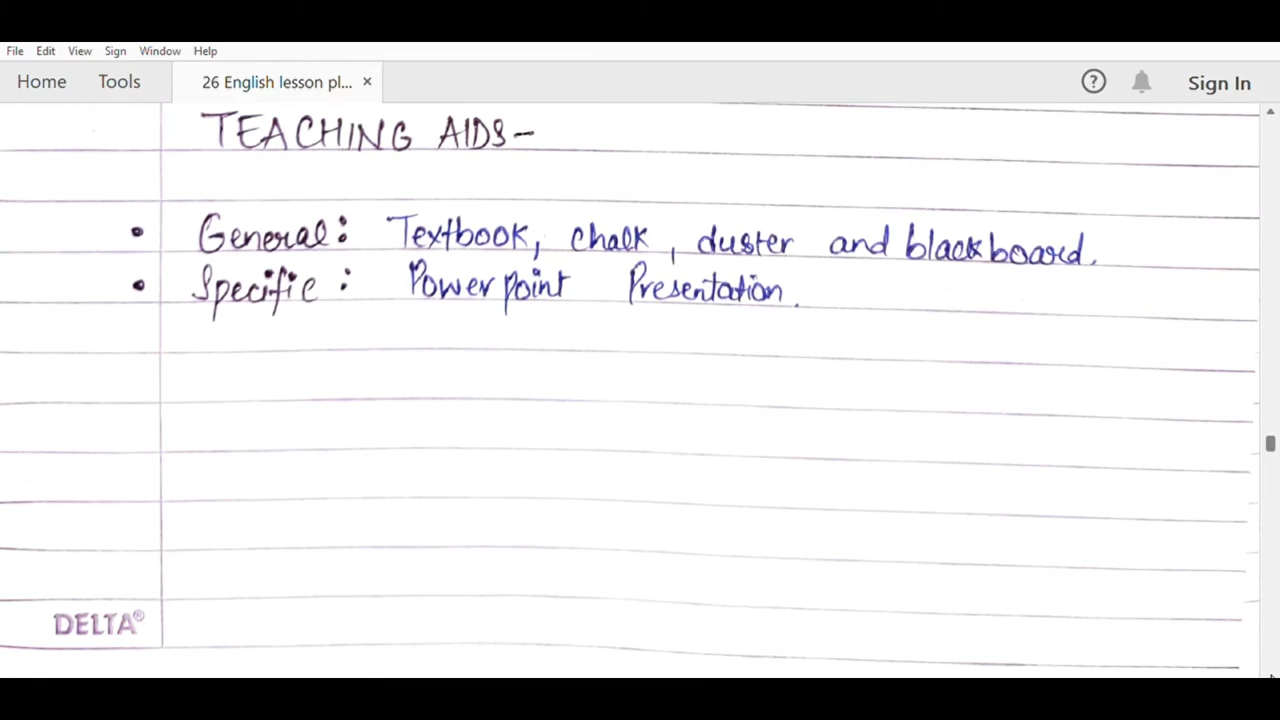 File Edit View Sign Window Help
Home Tools 26 English lesson pl... × ? Sign In
TEACHING AIDS-
• General: Textbook, chalk, duster and blackboard.
• Specific: Powerpoint Presentation.
DELTA®